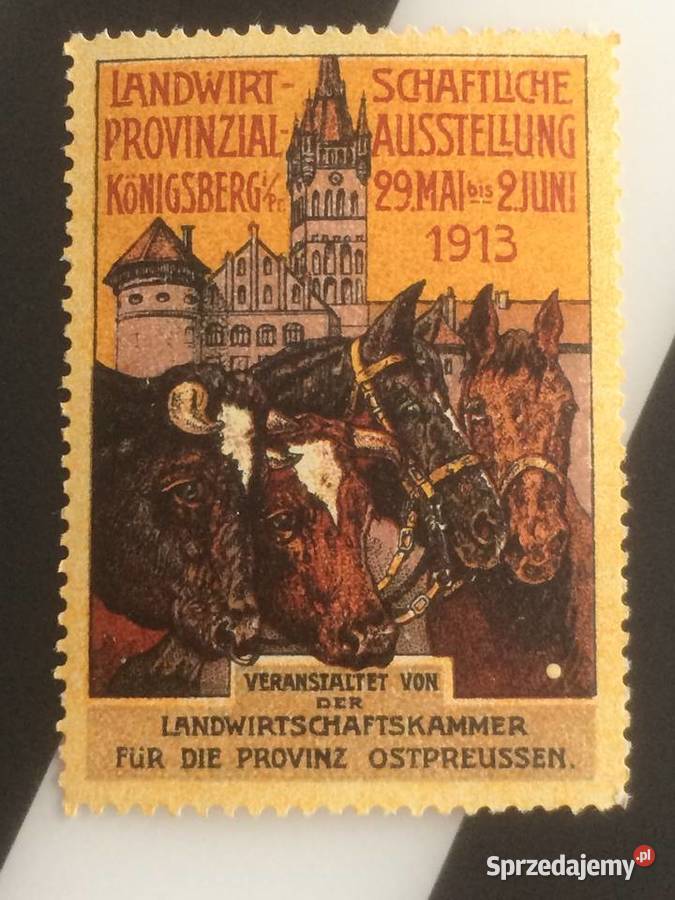 LANDWIRT- SCHAFTLICHE
PROVINZIAL- AUSSTELLUNG
KÖNIGSBERG i/Pr. 29. MAI bis 2. JUNI
1913
VERANSTALTET VON
DER
LANDWIRTSCHAFTSKAMMER
FÜR DIE PROVINZ OSTPREUSSEN.
Sprzedajemy.pl